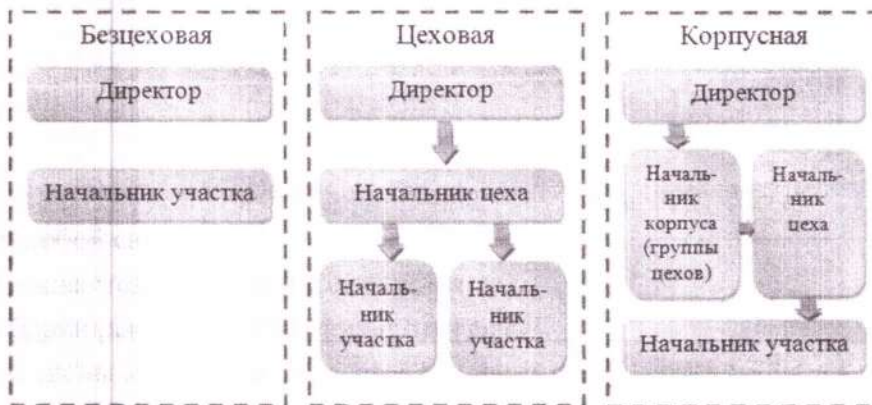 Безцеховая
Директор
Начальник участка
Цеховая
Директор
Начальник цеха
Началь-
ник
участка
Началь-
ник
участка
Корпусная
Директор
Началь-
ник
корпуса
(группы
цехов)
Началь-
ник
цеха
Начальник участка